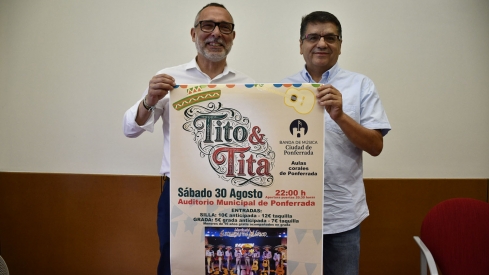 Tito &
Tita
BANDA DE MÚSICA
Ciudad de
Ponferrada
Aulas
corales
de Ponferrada
Sábado 30 Agosto
22:00 h
Auditorio Municipal de Ponferrada
ENTRADAS:
SILLA: 10€ anticipada - 12€ taquilla
GRADA: 5€ grada anticipada - 7€ taquilla